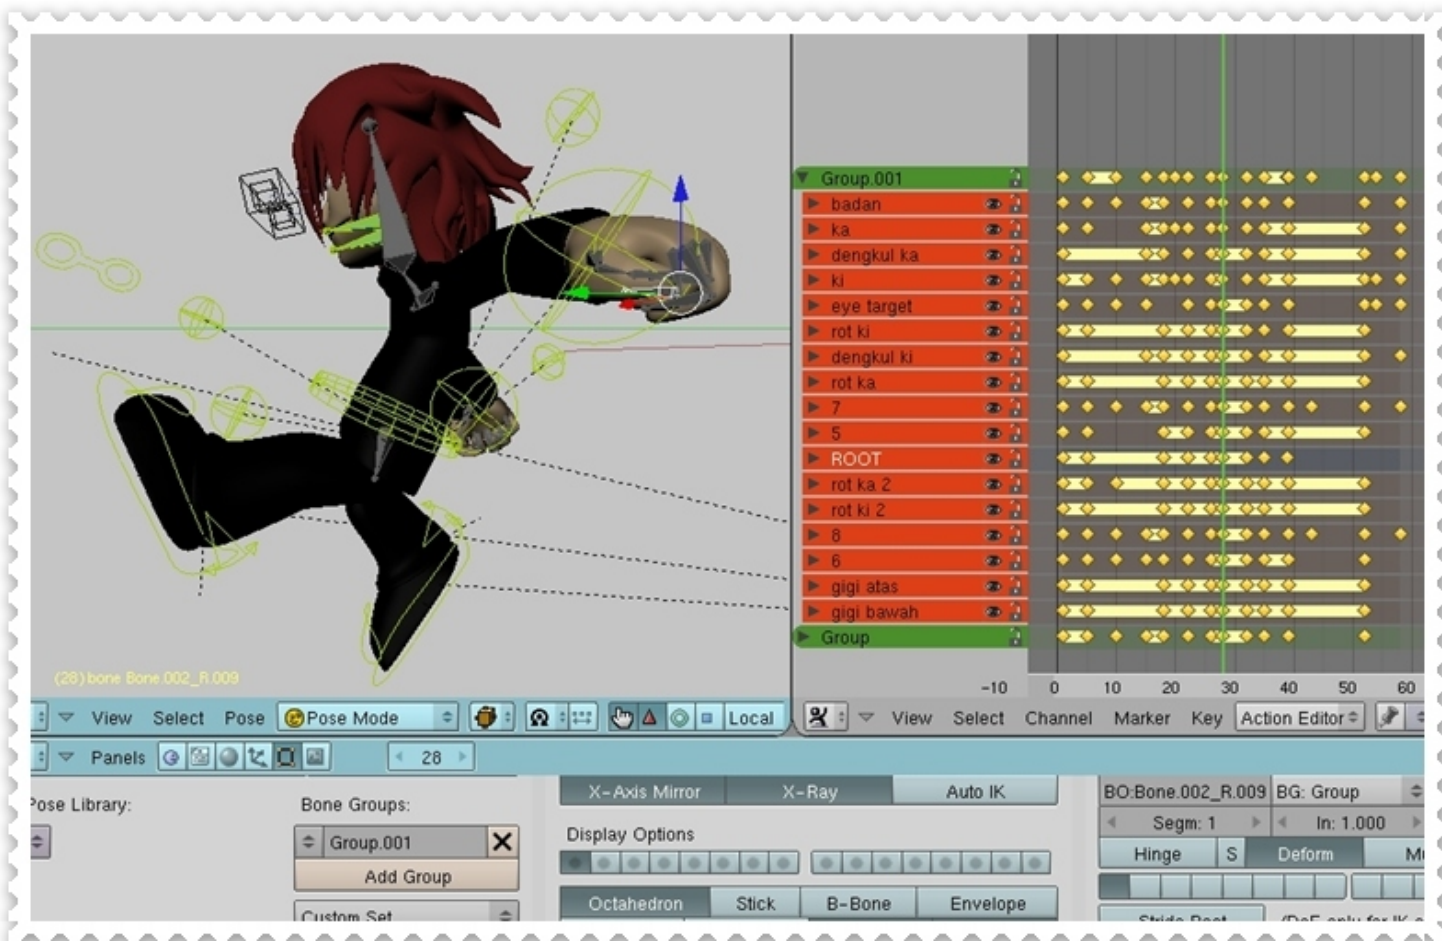 Group.001
badan
ka
dengkul ka
ki
eye target
rot ki
dengkul ki
rot ka
7
5
ROOT
rot ka 2
rot ki 2
8
6
gigi atas
gigi bawah
Group
(28) bone Bone.002_R.009
-10 0 10 20 30 40 50 60
View Select Pose Pose Mode Local
View Select Channel Marker Key Action Editor
Panels 28
Pose Library: Bone Groups:
Group.001
Add Group
Custom Set
X-Axis Mirror X-Ray Auto IK
Display Options
Octahedron Stick B-Bone Envelope
BO:Bone.002_R.009 BG: Group
Segm: 1 In: 1.000
Hinge S Deform Mu